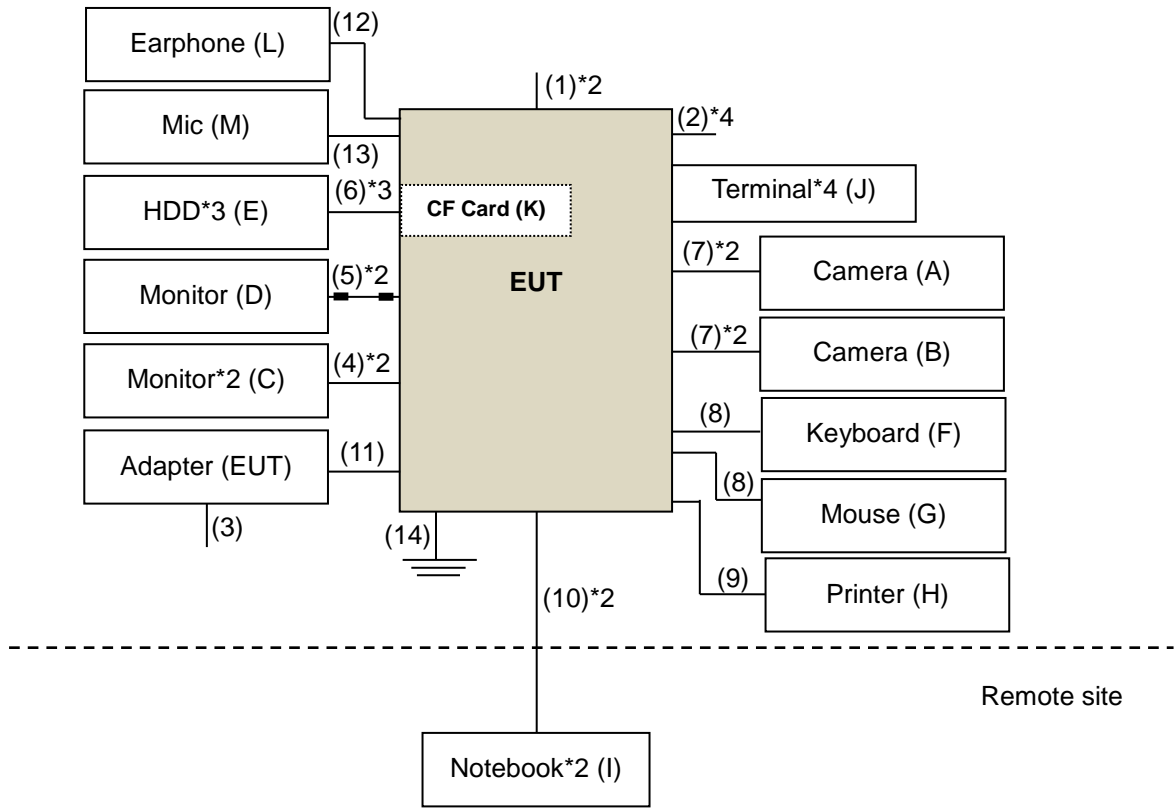 (12)
Earphone (L)
(1)*2
(2)*4
Mic (M)
(13)
(6)*3
Terminal*4 (J)
HDD*3 (E)
CF Card (K)
(7)*2
(5)*2
EUT
Camera (A)
Monitor (D)
(7)*2
Camera (B)
(4)*2
Monitor*2 (C)
(8)
Keyboard (F)
(11)
Adapter (EUT)
(8)
Mouse (G)
(3)
(14)
(9)
(10)*2
Printer (H)
Remote site
Notebook*2 (I)